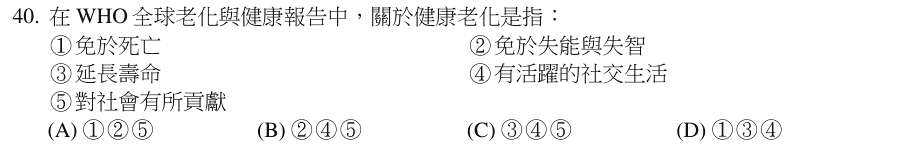 40. 在 WHO 全球老化與健康報告中，關於健康老化是指：
①免於死亡 ②免於失能與失智
③延長壽命 ④有活躍的社交生活
⑤對社會有所貢獻
(A) ①②⑤ (B) ②④⑤ (C) ③④⑤ (D) ①③④